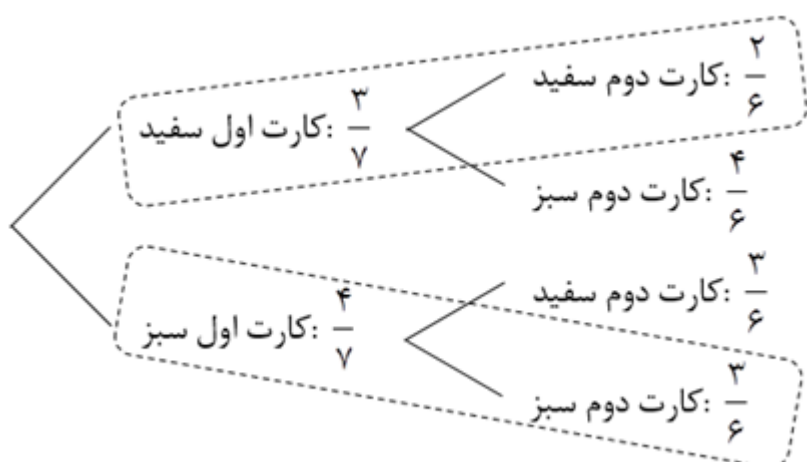 کارت اول سفید: ۳/۷
کارت دوم سفید: ۲/۶
کارت دوم سبز: ۴/۶
کارت اول سبز: ۴/۷
کارت دوم سفید: ۳/۶
کارت دوم سبز: ۳/۶